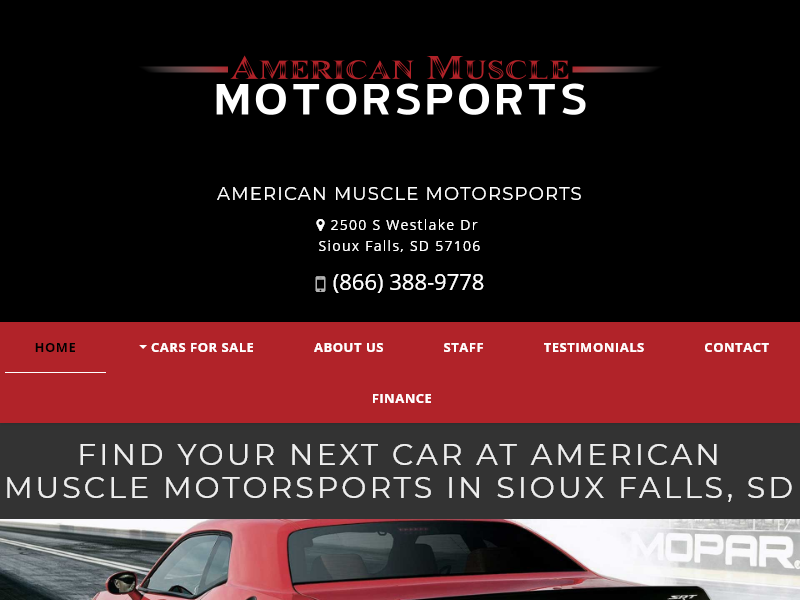 AMERICAN MUSCLE
MOTORSPORTS
AMERICAN MUSCLE MOTORSPORTS
2500 S Westlake Dr
Sioux Falls, SD 57106
(866) 388-9778
HOME CARS FOR SALE ABOUT US STAFF TESTIMONIALS CONTACT
FINANCE
FIND YOUR NEXT CAR AT AMERICAN
MUSCLE MOTORSPORTS IN SIOUX FALLS, SD
MOPAR®
SRT